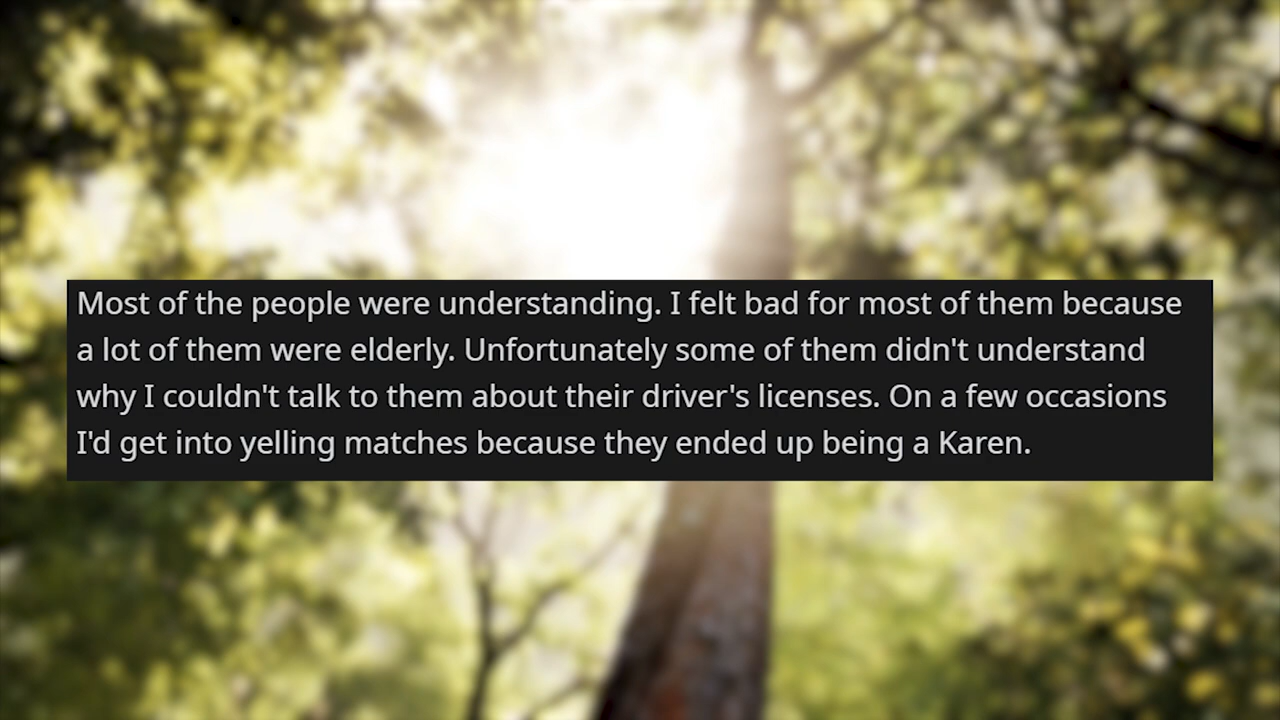 Most of the people were understanding. I felt bad for most of them because
a lot of them were elderly. Unfortunately some of them didn't understand
why I couldn't talk to them about their driver's licenses. On a few occasions
I'd get into yelling matches because they ended up being a Karen.